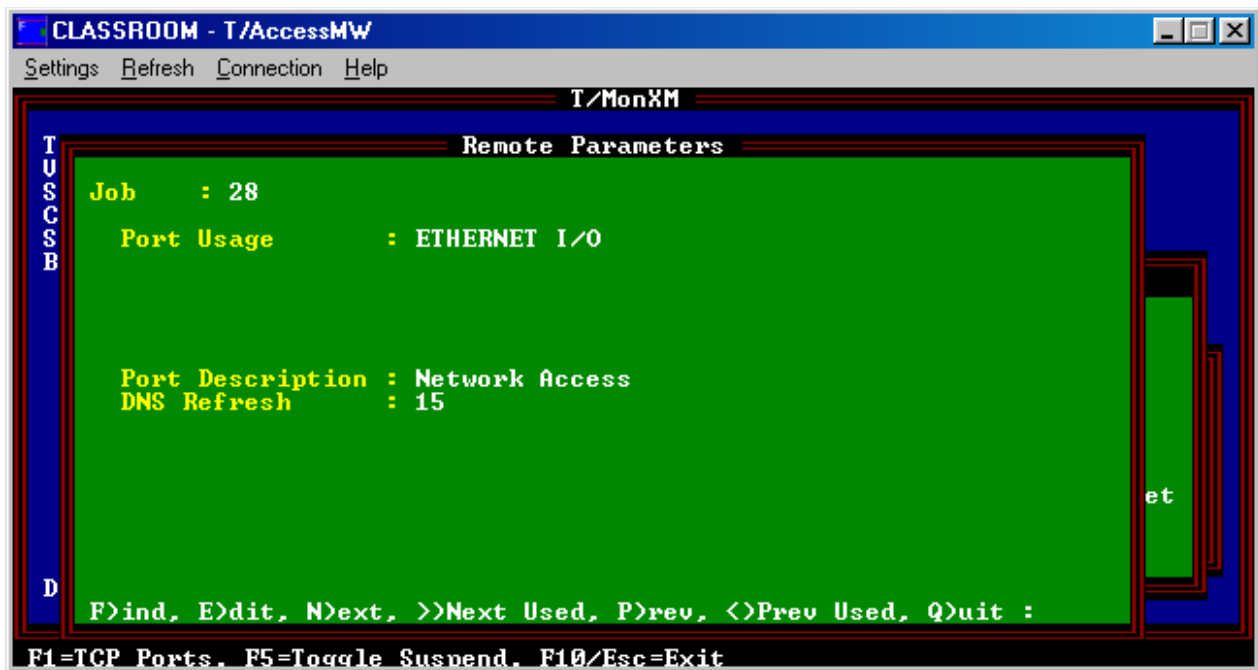 CLASSROOM - T/AccessMW
Settings Refresh Connection Help
T/MonXM
Remote Parameters
T
U
S
C
S
B
Job : 28
Port Usage : ETHERNET I/O
Port Description : Network Access
DNS Refresh : 15
et
D
F)ind, E)dit, N)ext, >)Next Used, P)rev, <)Prev Used, Q)uit :
F1=TCP Ports, F5=Toggle Suspend, F10/Esc=Exit